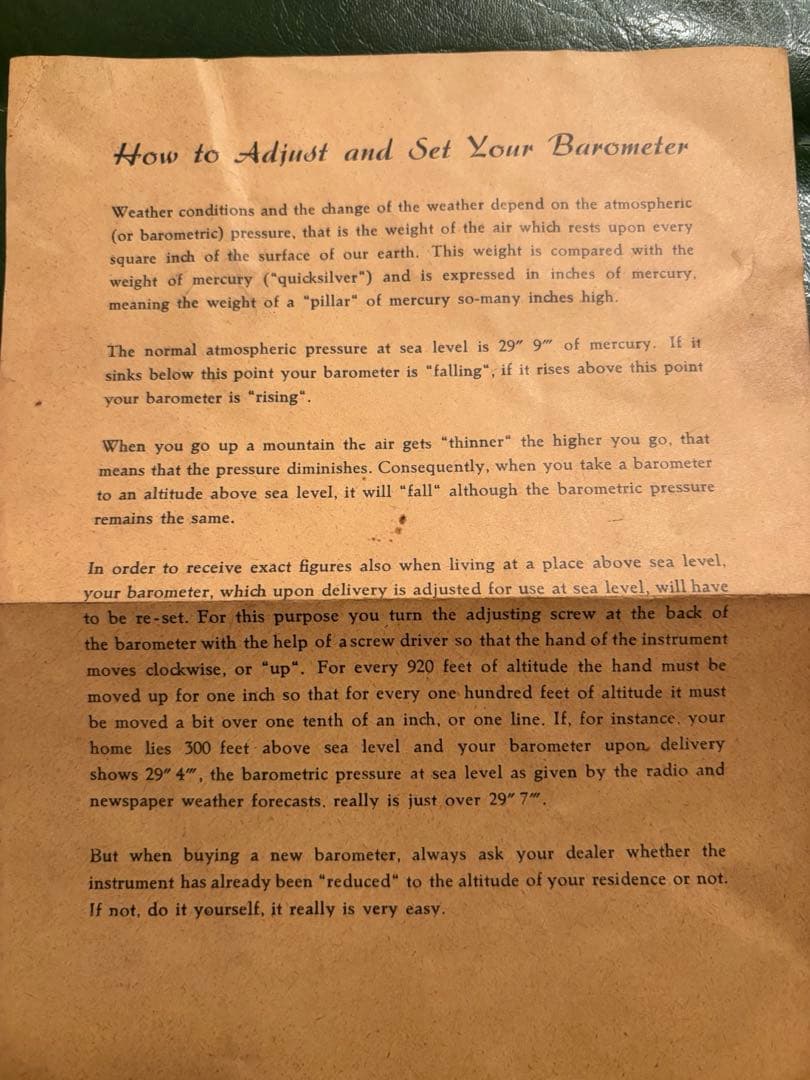 How to Adjust and Set Your Barometer
Weather conditions and the change of the weather depend on the atmospheric
(or barometric) pressure, that is the weight of the air which rests upon every
square inch of the surface of our earth. This weight is compared with the
weight of mercury ("quicksilver") and is expressed in inches of mercury,
meaning the weight of a "pillar" of mercury so-many inches high.
The normal atmospheric pressure at sea level is 29″ 9‴ of mercury. If it
sinks below this point your barometer is "falling", if it rises above this point
your barometer is "rising".
When you go up a mountain the air gets "thinner" the higher you go, that
means that the pressure diminishes. Consequently, when you take a barometer
to an altitude above sea level, it will "fall" although the barometric pressure
remains the same.
In order to receive exact figures also when living at a place above sea level,
your barometer, which upon delivery is adjusted for use at sea level, will have
to be re-set. For this purpose you turn the adjusting screw at the back of
the barometer with the help of a screw driver so that the hand of the instrument
moves clockwise, or "up". For every 920 feet of altitude the hand must be
moved up for one inch so that for every one hundred feet of altitude it must
be moved a bit over one tenth of an inch, or one line. If, for instance, your
home lies 300 feet above sea level and your barometer upon delivery
shows 29″ 4‴, the barometric pressure at sea level as given by the radio and
newspaper weather forecasts, really is just over 29″ 7‴.
But when buying a new barometer, always ask your dealer whether the
instrument has already been "reduced" to the altitude of your residence or not.
If not, do it yourself, it really is very easy.